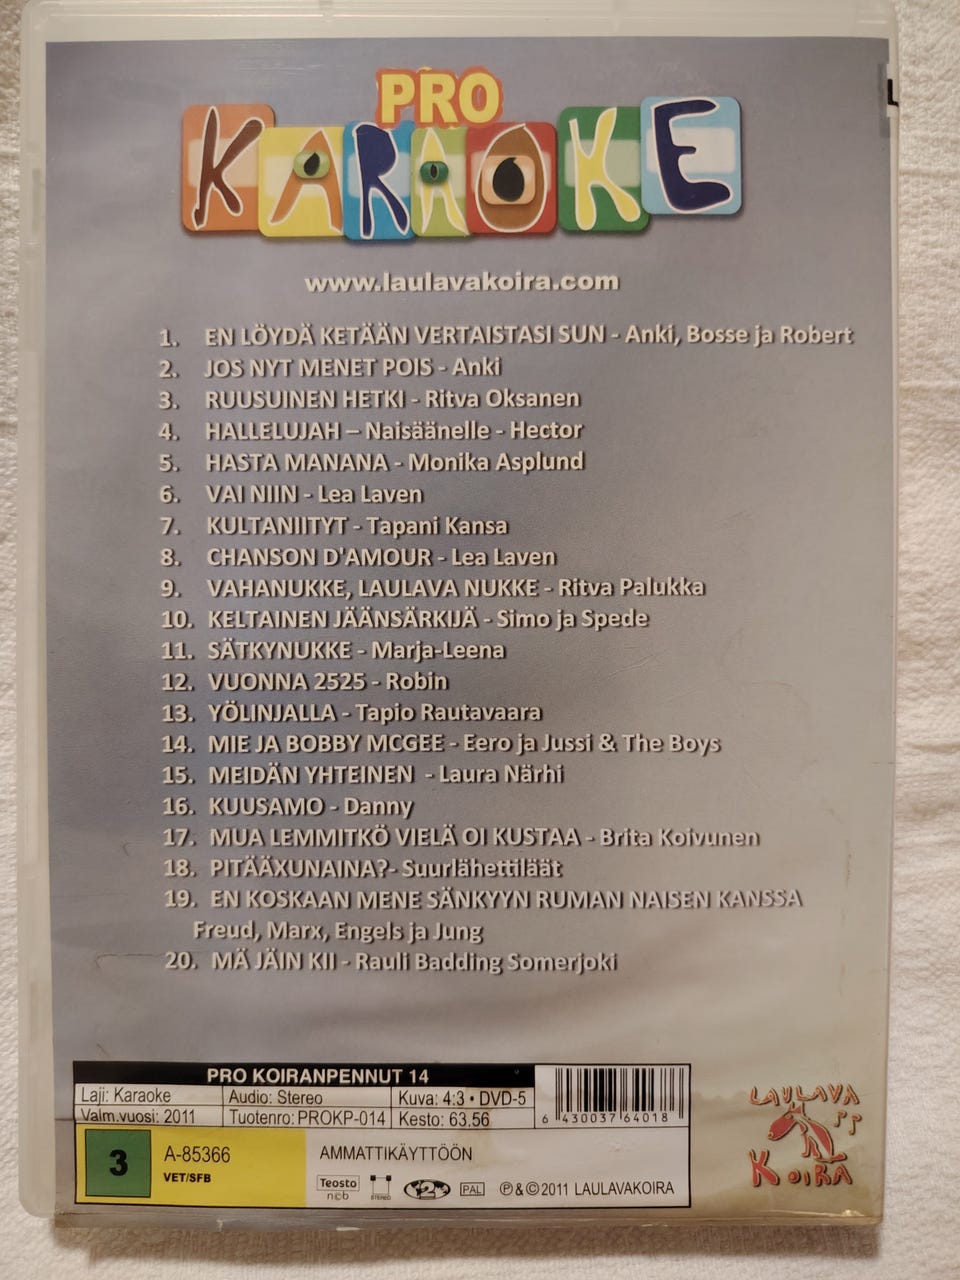 PRO
KARAOKE
www.laulavakoira.com
1. EN LÖYDÄ KETÄÄN VERTAISTASI SUN - Anki, Bosse ja Robert
2. JOS NYT MENET POIS - Anki
3. RUUSUINEN HETKI - Ritva Oksanen
4. HALLELUJAH – Naisäänelle - Hector
5. HASTA MANANA - Monika Asplund
6. VAI NIIN - Lea Laven
7. KULTANIITYT - Tapani Kansa
8. CHANSON D'AMOUR - Lea Laven
9. VAHANUKKE, LAULAVA NUKKE - Ritva Palukka
10. KELTAINEN JÄÄNSÄRKIJÄ - Simo ja Spede
11. SÄTKYNUKKE - Marja-Leena
12. VUONNA 2525 - Robin
13. YÖLINJALLA - Tapio Rautavaara
14. MIE JA BOBBY MCGEE - Eero ja Jussi & The Boys
15. MEIDÄN YHTEINEN - Laura Närhi
16. KUUSAMO - Danny
17. MUA LEMMITKÖ VIELÄ OI KUSTAA - Brita Koivunen
18. PITÄÄXUNAINA?- Suurlähettiläät
19. EN KOSKAAN MENE SÄNKYYN RUMAN NAISEN KANSSA
Freud, Marx, Engels ja Jung
20. MÄ JÄIN KII - Rauli Badding Somerjoki
PRO KOIRANPENNUT 14
Laji: Karaoke Audio: Stereo Kuva: 4:3 • DVD-5
Valm.vuosi: 2011 Tuotenro: PROKP-014 Kesto: 63.56
6 430037 64018
3 A-85366 AMMATTIKÄYTTÖÖN
VET/SFB
Teosto
ncb STEREO 2 PAL ℗&©2011 LAULAVAKOIRA
LAULAVA
KOIRA